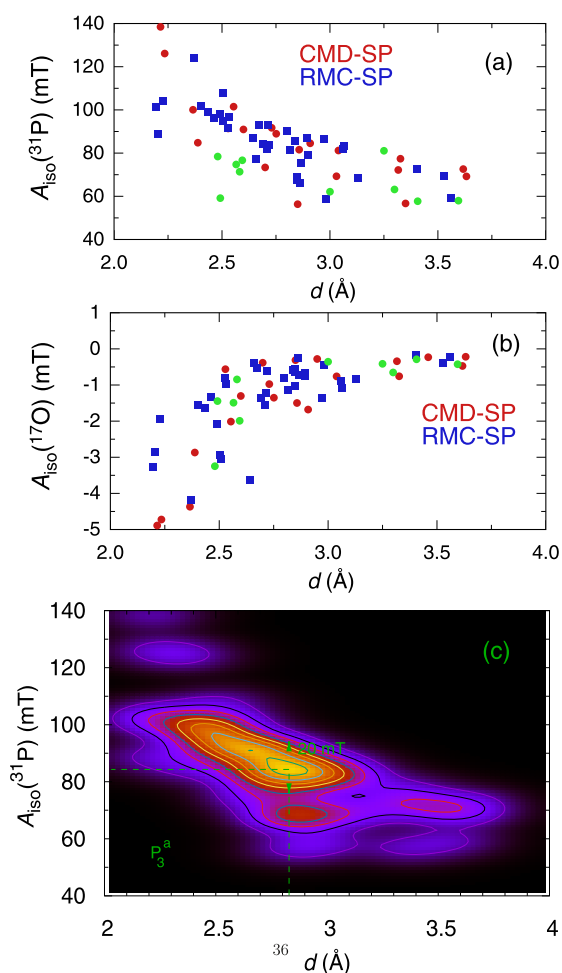 140
120
100
80
60
40
A_iso(³¹P) (mT)
CMD-SP
RMC-SP
(a)
2.0 2.5 3.0 3.5 4.0
d (Å)
1
0
-1
-2
-3
-4
-5
A_iso(¹⁷O) (mT)
(b)
CMD-SP
RMC-SP
2.0 2.5 3.0 3.5 4.0
d (Å)
140
120
100
80
60
40
A_iso(³¹P) (mT)
(c)
20 mT
P₃ᵃ
2 2.5 3 3.5 4
36
d (Å)